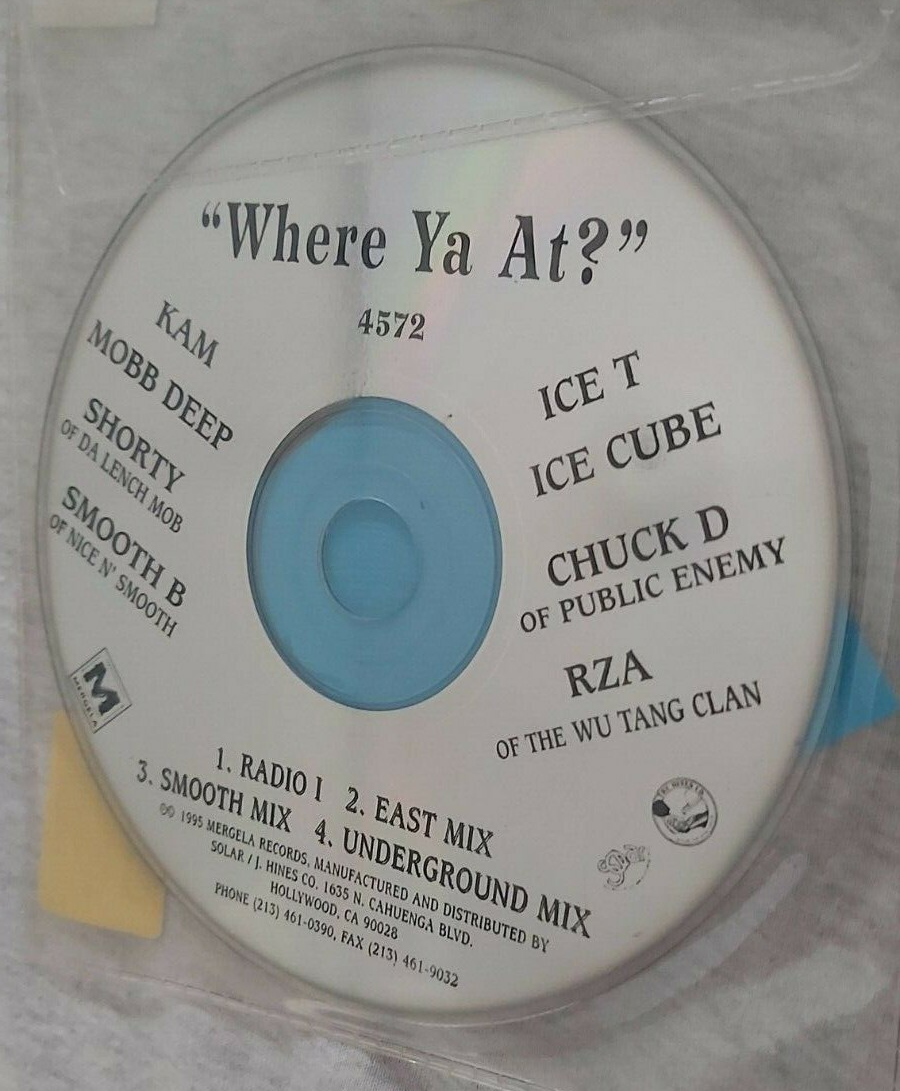 “Where Ya At?”
4572
KAM
MOBB DEEP
SHORTY
OF DA LENCH MOB
SMOOTH B
OF NICE N' SMOOTH
ICE T
ICE CUBE
CHUCK D
OF PUBLIC ENEMY
RZA
OF THE WU TANG CLAN
M
MERGELA
1. RADIO I 2. EAST MIX
3. SMOOTH MIX 4. UNDERGROUND MIX
℗© 1995 MERGELA RECORDS, MANUFACTURED AND DISTRIBUTED BY
SOLAR / J. HINES CO. 1635 N. CAHUENGA BLVD.
HOLLYWOOD, CA 90028
PHONE (213) 461-0390, FAX (213) 461-9032